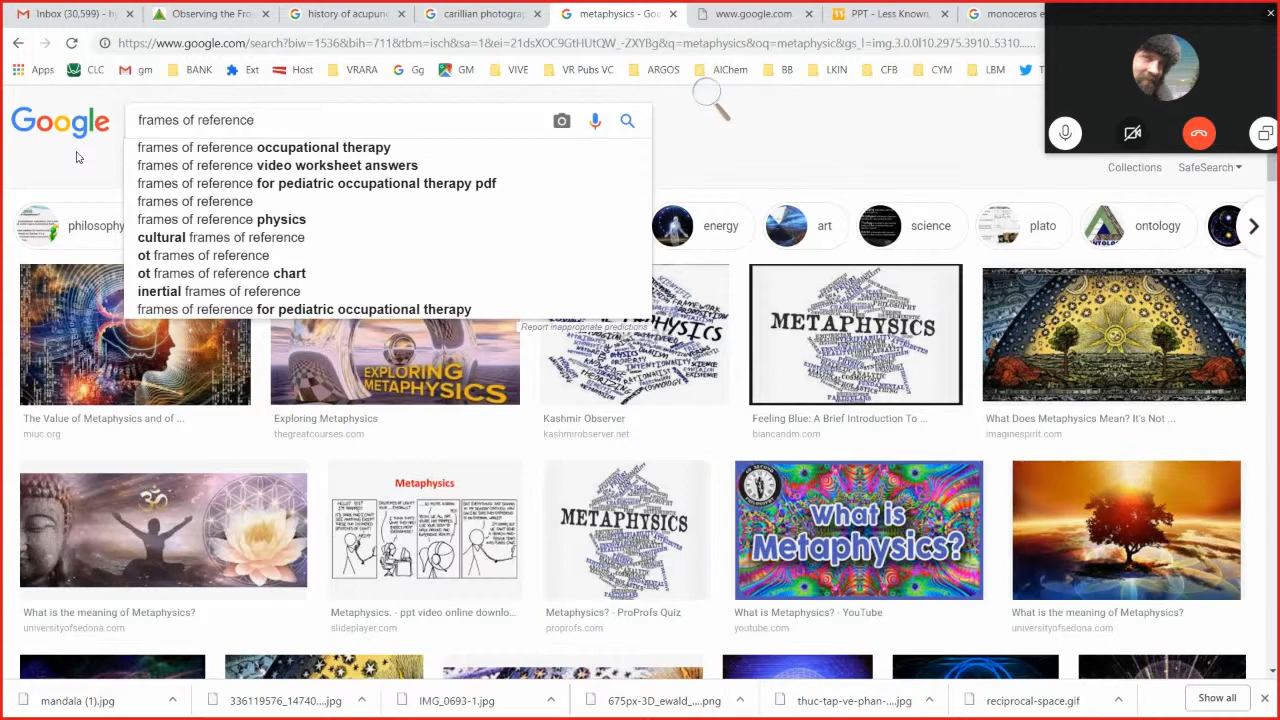 Inbox (30,599) - h
Observing the Fro
history of acupunc
carillian photogra
metaphysics - Goo
www.google.com
PPT - Less Known,
monoceros e
https://www.google.com/search?biw=1536&bih=711&tbm=isch&sa=1&ei=21dsXOC9GtHUtQW_-ZXYBg&q=metaphysics&oq=metaphysic&gs_l=img.3.0.0l10.2975.3910..5310......
Apps
CLC
gm
BANK
Ext
Host
VRARA
Gg
GM
VIVE
VR Pubs VC
ARGOS
AIChem
BB
LKIN
CFB
CYM
LBM
Google
frames of reference
frames of reference occupational therapy
frames of reference video worksheet answers
frames of reference for pediatric occupational therapy pdf
frames of reference
frames of reference physics
cultural frames of reference
ot frames of reference
ot frames of reference chart
inertial frames of reference
frames of reference for pediatric occupational therapy
Report inappropriate predictions
Collections
SafeSearch
philosophy
energy
art
science
plato
ontology
EXPLORING
METAPHYSICS
METAPHYSICS
The Value of Metaphysics and of ...
miuc.org
Exploring Metaphysics
thegreatcourses.com
Kashmir Observer
kashmirobserver.net
Feeling Blue: A Brief Introduction To ...
biancandm.com
What Does Metaphysics Mean? It's Not ...
imaginespirit.com
Metaphysics
METAPHYSICS
What is
Metaphysics?
What is the meaning of Metaphysics?
universityofsedona.com
Metaphysics. - ppt video online downlo...
slideplayer.com
Metaphysics? - ProProfs Quiz
proprofs.com
What is Metaphysics? - YouTube
youtube.com
What is the meaning of Metaphysics?
universityofsedona.com
mandala (1).jpg
336119576_14740....jpg
IMG_0693-1.jpg
675px-3D_ewald_....png
thuc-tap-ve-phan-....jpg
reciprocal-space.gif
Show all